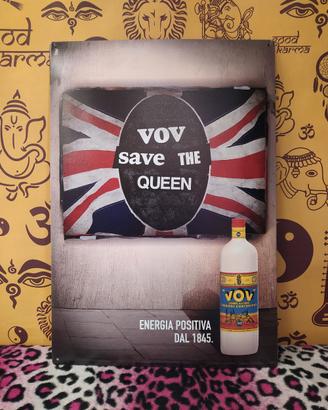 good
karma
good
karma
VOV
save THE
QUEEN
VOV
ENERGIA POSITIVA
DAL 1845.